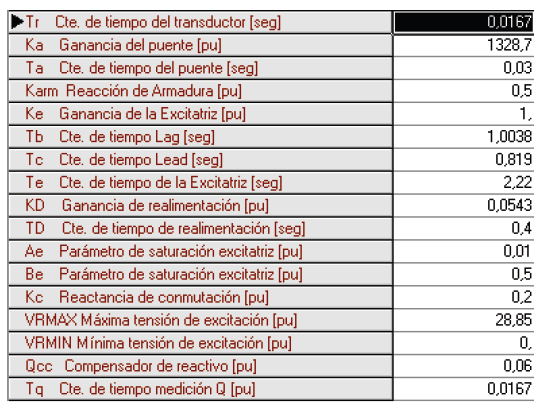 Tr Cte. de tiempo del transductor [seg] 0,0167
Ka Ganancia del puente [pu] 1328,7
Ta Cte. de tiempo del puente [seg] 0,03
Karm Reacción de Armadura [pu] 0,5
Ke Ganancia de la Excitatriz [pu] 1,
Tb Cte. de tiempo Lag [seg] 1,0038
Tc Cte. de tiempo Lead [seg] 0,819
Te Cte. de tiempo de la Excitatriz [seg] 2,22
KD Ganancia de realimentación [pu] 0,0543
TD Cte. de tiempo de realimentación [seg] 0,4
Ae Parámetro de saturación excitatriz [pu] 0,01
Be Parámetro de saturación excitatriz [pu] 0,5
Kc Reactancia de conmutación [pu] 0,2
VRMAX Máxima tensión de excitación [pu] 28,85
VRMIN Mínima tensión de excitación [pu] 0,
Qcc Compensador de reactivo [pu] 0,06
Tq Cte. de tiempo medición Q [pu] 0,0167